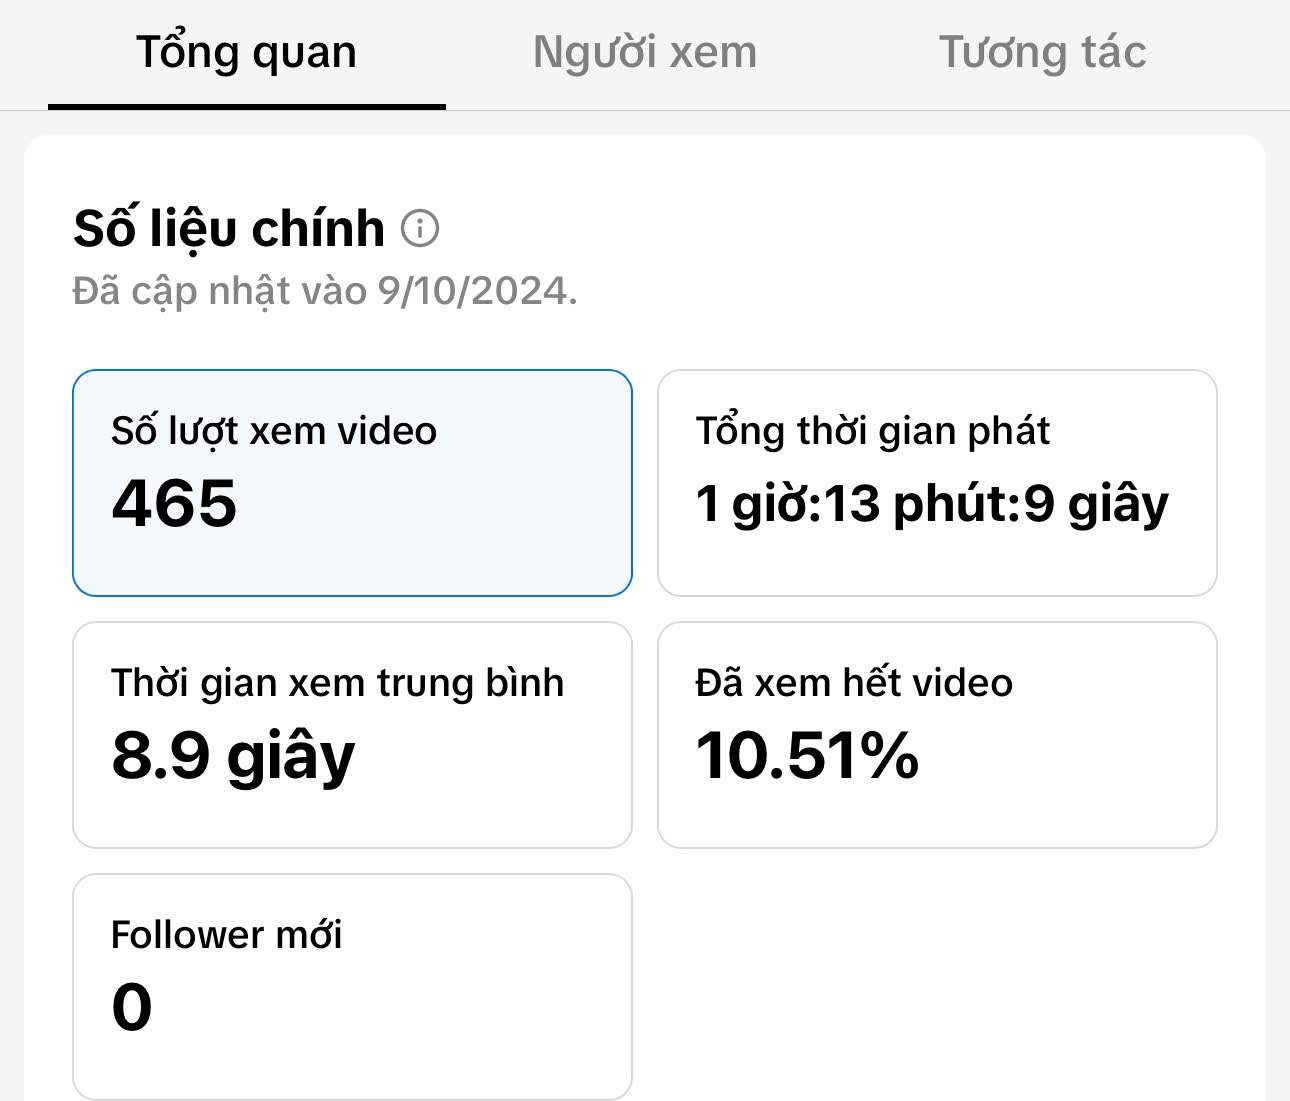 Tổng quan
Người xem
Tương tác
Số liệu chính
Đã cập nhật vào 9/10/2024.
Số lượt xem video
465
Tổng thời gian phát
1 giờ:13 phút:9 giây
Thời gian xem trung bình
8.9 giây
Đã xem hết video
10.51%
Follower mới
0